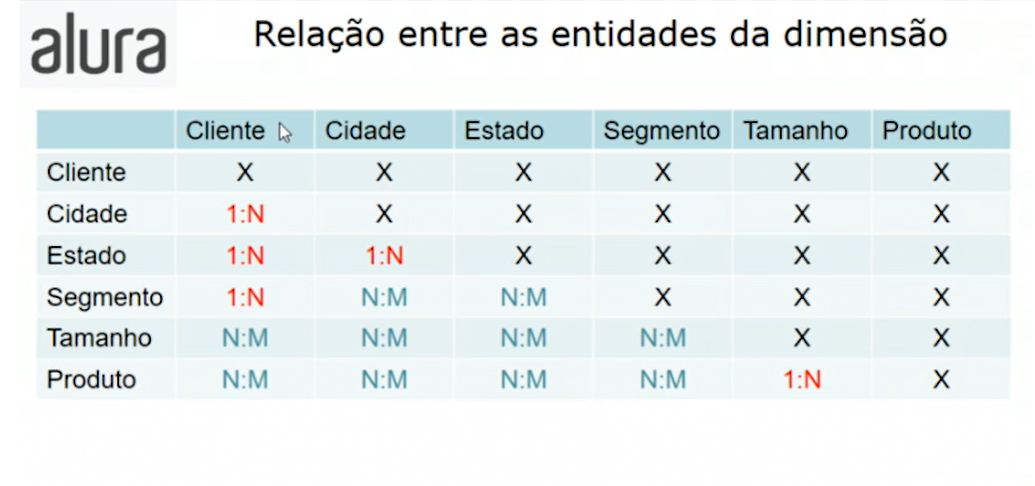 alura
Relação entre as entidades da dimensão
Cliente Cidade Estado Segmento Tamanho Produto
Cliente X X X X X X
Cidade 1:N X X X X X
Estado 1:N 1:N X X X X
Segmento 1:N N:M N:M X X X
Tamanho N:M N:M N:M N:M X X
Produto N:M N:M N:M N:M 1:N X